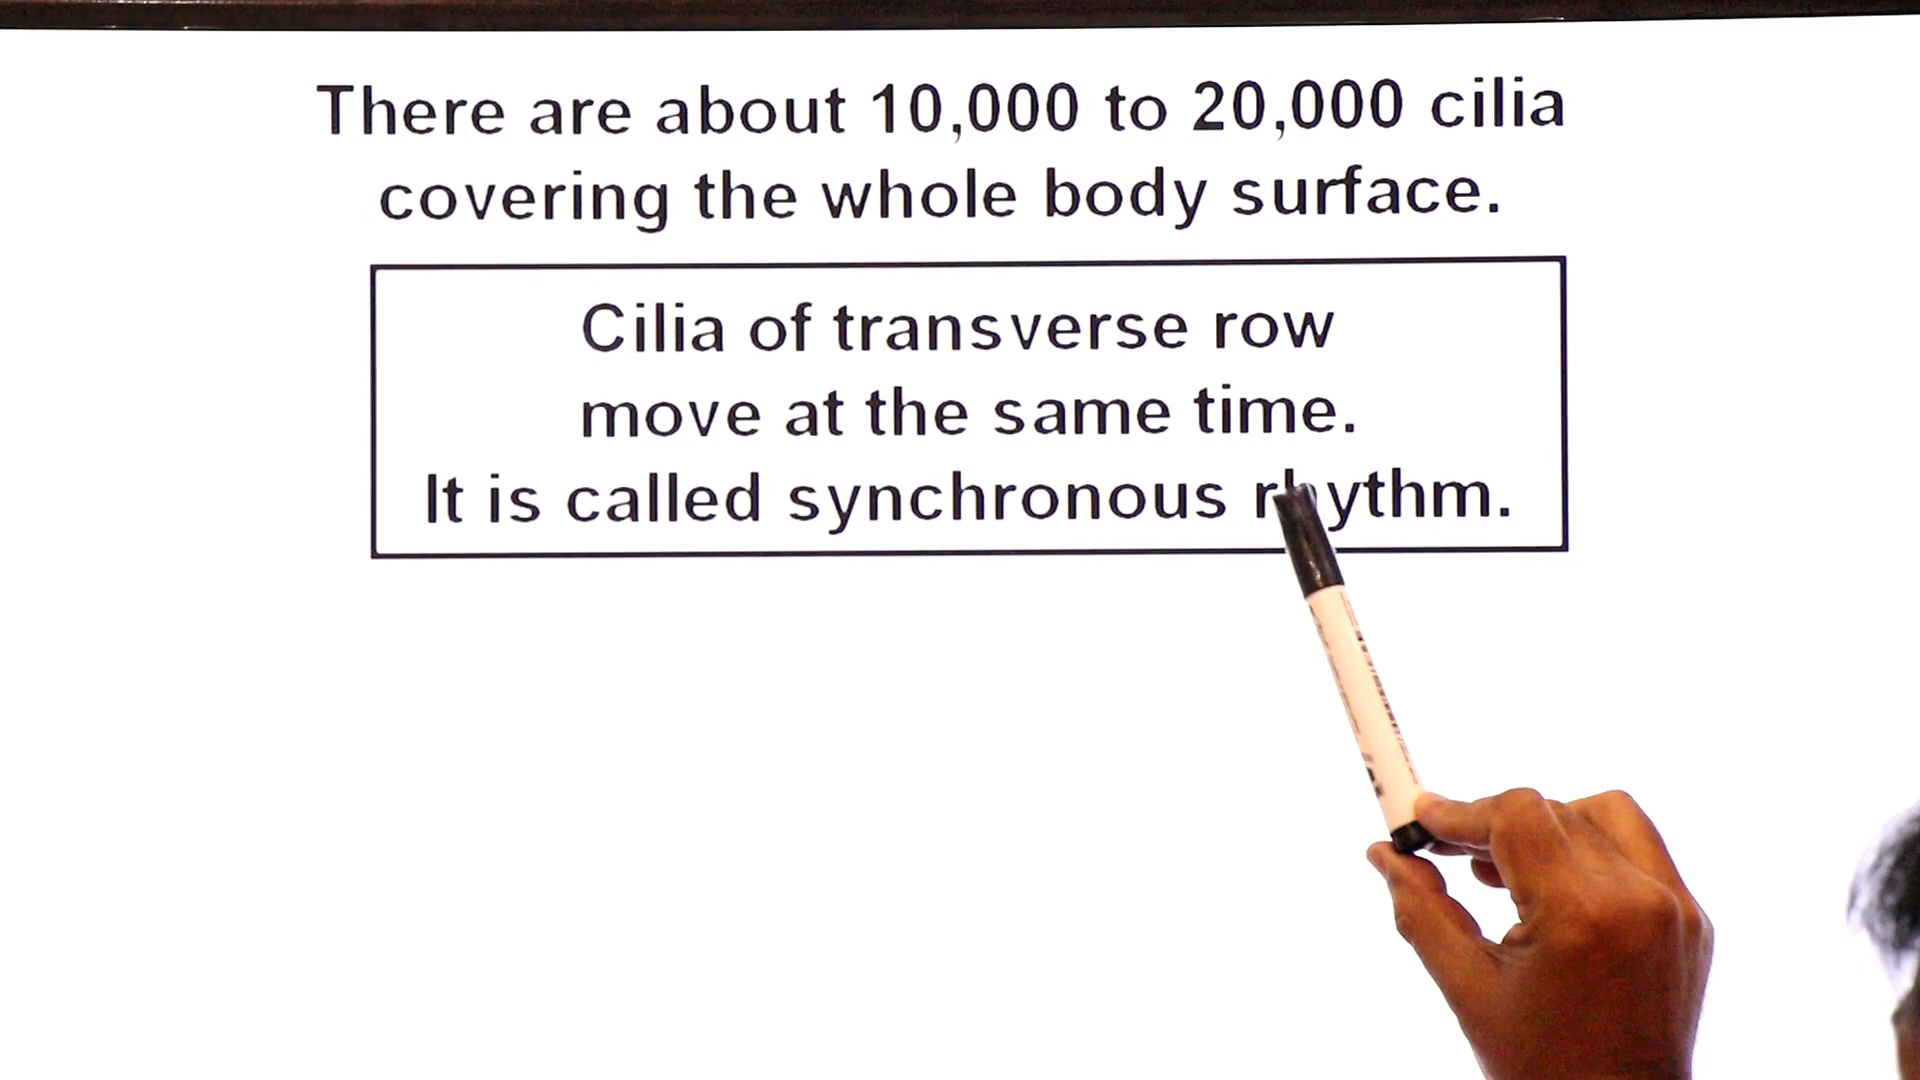 There are about 10,000 to 20,000 cilia
covering the whole body surface.
Cilia of transverse row
move at the same time.
It is called synchronous rhythm.